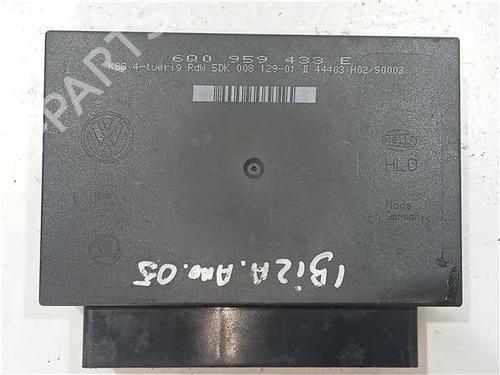 6Q0 959 433 E
KSG 4-tuerig RdW 5DK 008 129-01 II 44403:H02/S0002
HELLA
HLO
Made
in Germany
IBIZA. Ano. 05